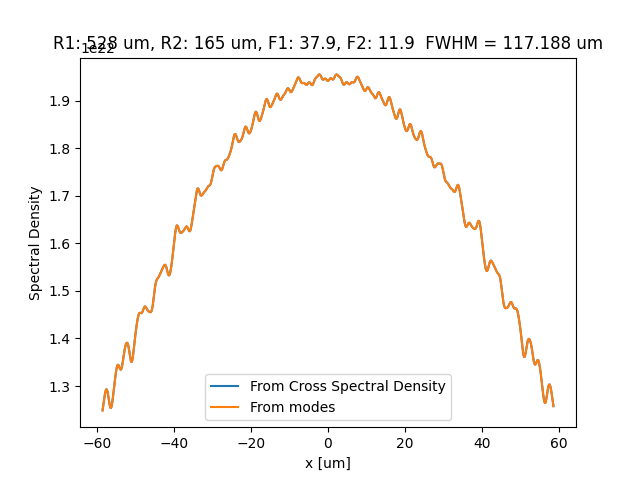 R1: 528 um, R2: 165 um, F1: 37.9, F2: 11.9  FWHM = 117.188 um
1e22
1.9
1.8
1.7
1.6
1.5
1.4
1.3
Spectral Density
From Cross Spectral Density
From modes
−60 −40 −20 0 20 40 60
x [um]